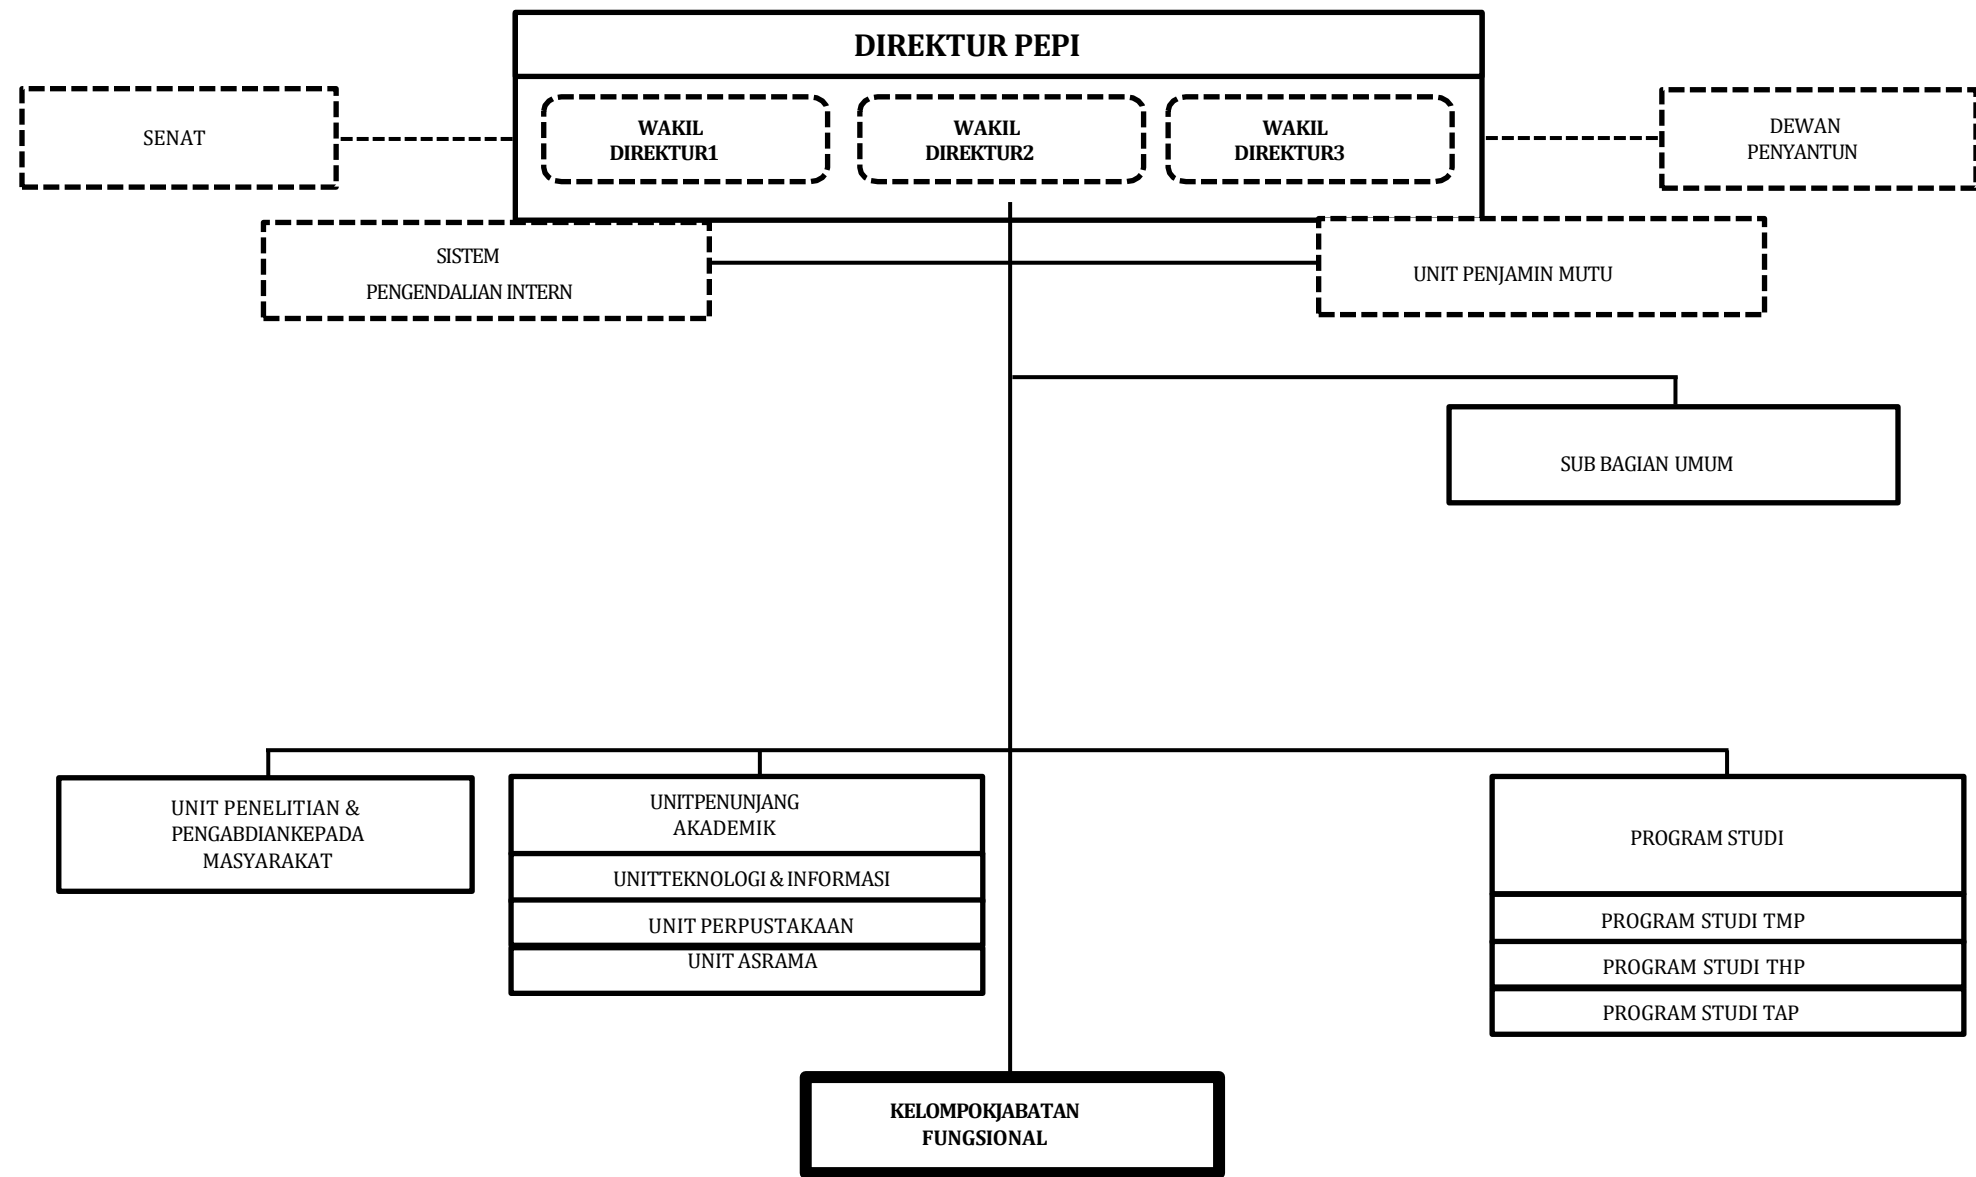 DIREKTUR PEPI
SENAT
WAKIL
DIREKTUR1
WAKIL
DIREKTUR2
WAKIL
DIREKTUR3
DEWAN
PENYANTUN
SISTEM
PENGENDALIAN INTERN
UNIT PENJAMIN MUTU
SUB BAGIAN UMUM
UNIT PENELITIAN &
PENGABDIANKEPADA
MASYARAKAT
UNITPENUNJANG
AKADEMIK
UNITTEKNOLOGI & INFORMASI
UNIT PERPUSTAKAAN
UNIT ASRAMA
PROGRAM STUDI
PROGRAM STUDI TMP
PROGRAM STUDI THP
PROGRAM STUDI TAP
KELOMPOKJABATAN
FUNGSIONAL